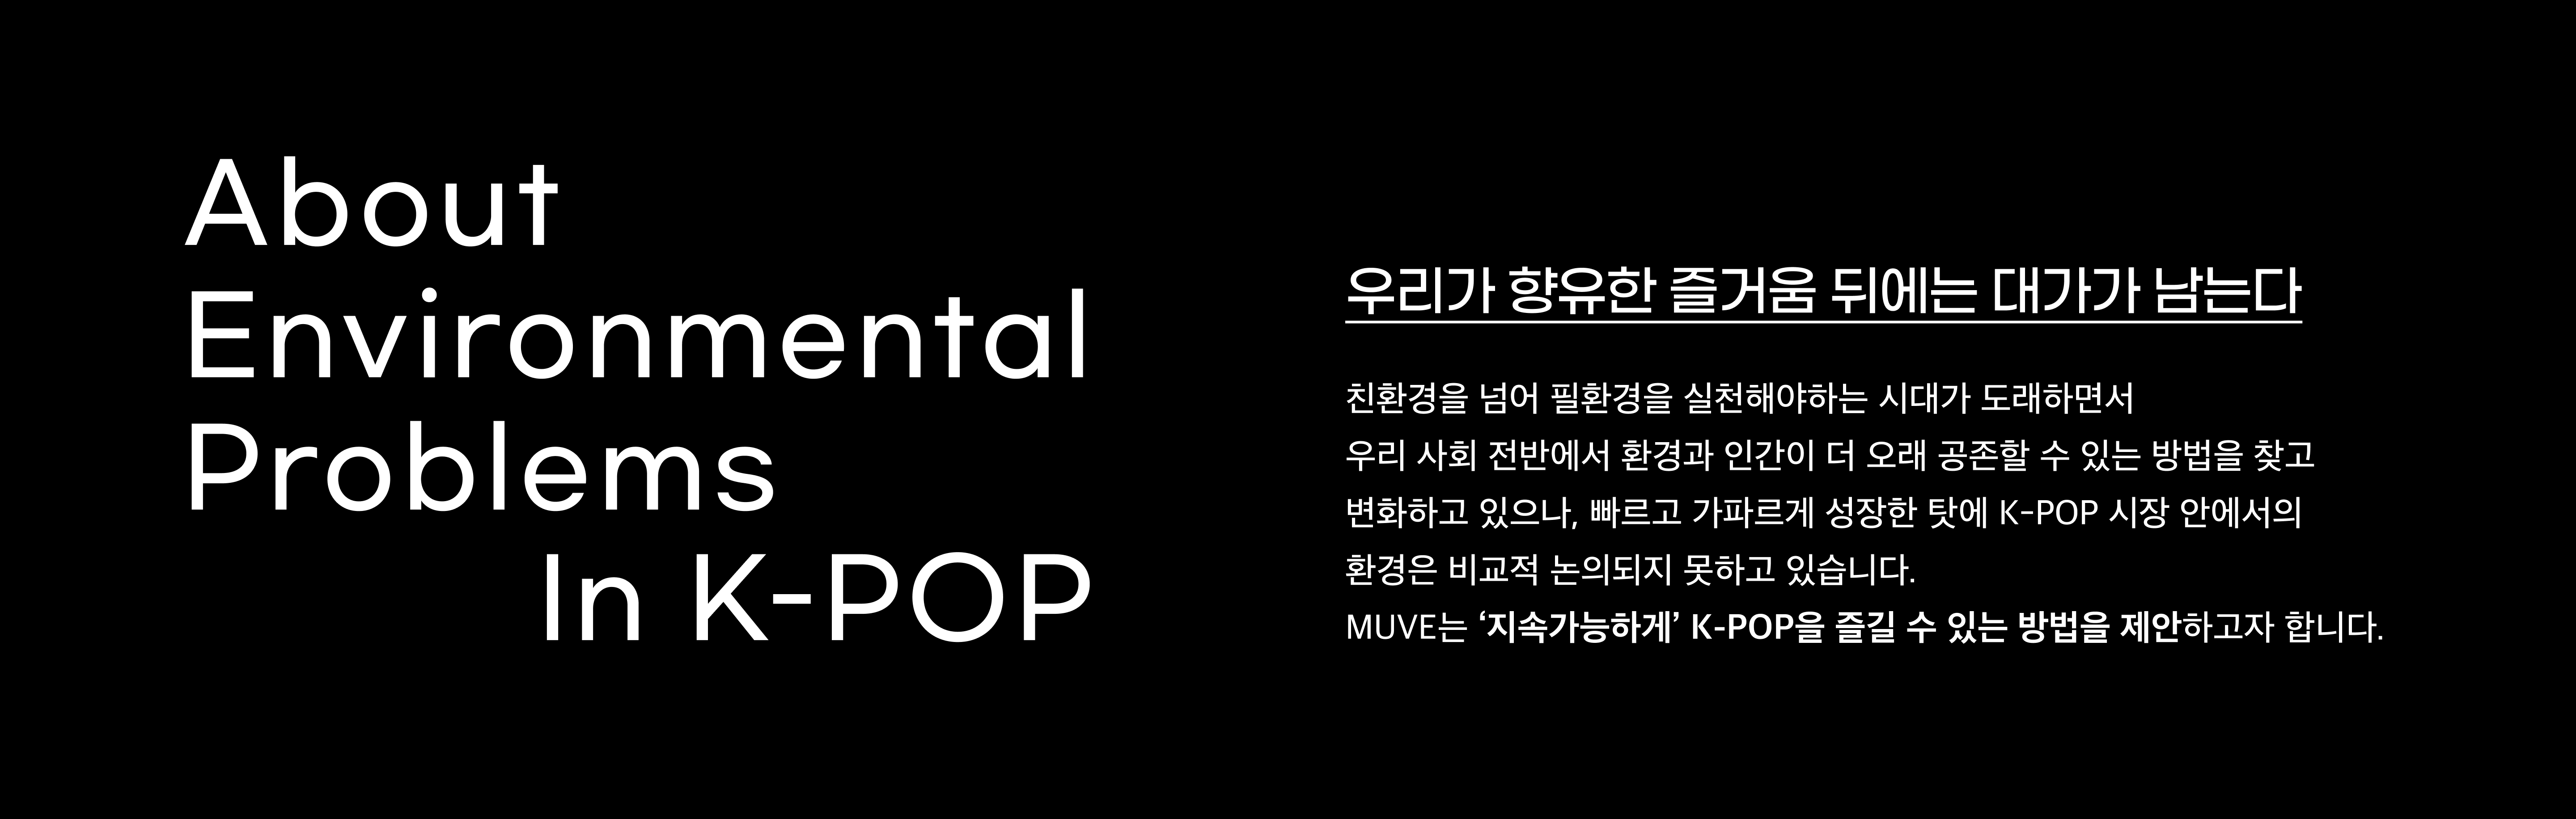 About
Environmental
Problems
In K-POP
우리가 향유한 즐거움 뒤에는 대가가 남는다
친환경을 넘어 필환경을 실천해야하는 시대가 도래하면서
우리 사회 전반에서 환경과 인간이 더 오래 공존할 수 있는 방법을 찾고
변화하고 있으나, 빠르고 가파르게 성장한 탓에 K-POP 시장 안에서의
환경은 비교적 논의되지 못하고 있습니다.
MUVE는 ‘지속가능하게’ K-POP을 즐길 수 있는 방법을 제안하고자 합니다.